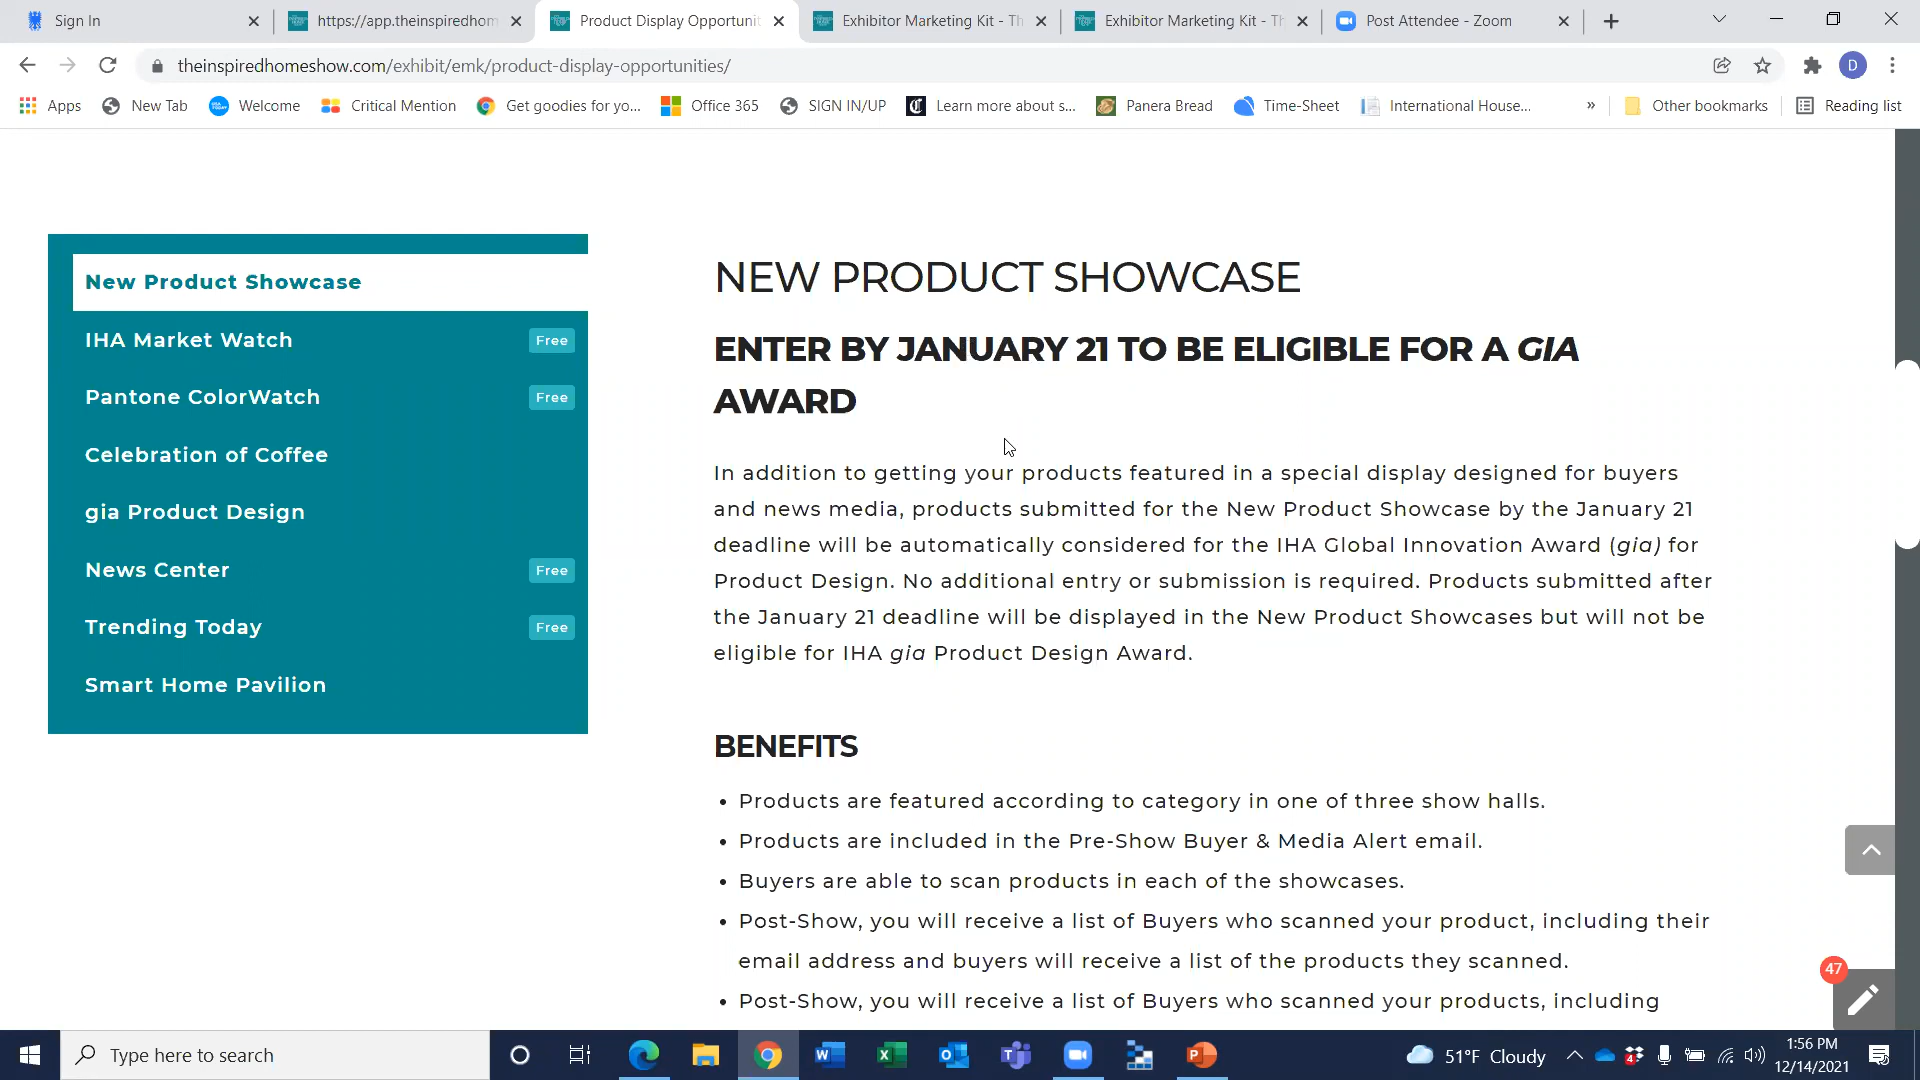 Sign In
https://app.theinspiredhom
Product Display Opportunit
Exhibitor Marketing Kit - Th
Exhibitor Marketing Kit - Th
Post Attendee - Zoom
theinspiredhomeshow.com/exhibit/emk/product-display-opportunities/
D
Apps
New Tab
Welcome
Critical Mention
Get goodies for yo...
Office 365
SIGN IN/UP
Learn more about s...
Panera Bread
Time-Sheet
International House...
»
Other bookmarks
Reading list
New Product Showcase
IHA Market Watch Free
Pantone ColorWatch Free
Celebration of Coffee
gia Product Design
News Center Free
Trending Today Free
Smart Home Pavilion
NEW PRODUCT SHOWCASE
ENTER BY JANUARY 21 TO BE ELIGIBLE FOR A GIA
AWARD
In addition to getting your products featured in a special display designed for buyers
and news media, products submitted for the New Product Showcase by the January 21
deadline will be automatically considered for the IHA Global Innovation Award (gia) for
Product Design. No additional entry or submission is required. Products submitted after
the January 21 deadline will be displayed in the New Product Showcases but will not be
eligible for IHA gia Product Design Award.
BENEFITS
• Products are featured according to category in one of three show halls.
• Products are included in the Pre-Show Buyer & Media Alert email.
• Buyers are able to scan products in each of the showcases.
• Post-Show, you will receive a list of Buyers who scanned your product, including their
email address and buyers will receive a list of the products they scanned.
• Post-Show, you will receive a list of Buyers who scanned your products, including
47
Type here to search
51°F Cloudy
4
1:56 PM
12/14/2021